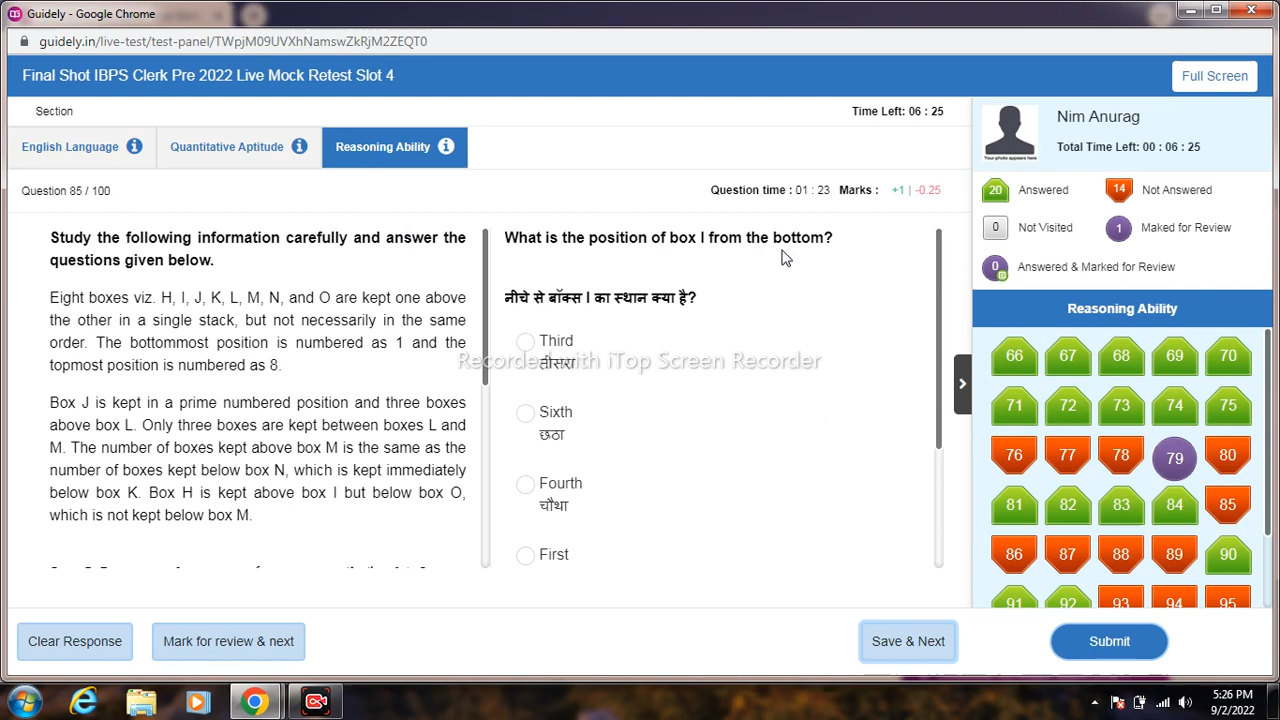 Guidely - Google Chrome
guidely.in/live-test/test-panel/TWpjM09UVXhNamswZkRjM2ZEQT0
Final Shot IBPS Clerk Pre 2022 Live Mock Retest Slot 4
Full Screen
Section
Time Left: 06 : 25
English Language
Quantitative Aptitude
Reasoning Ability
Question 85 / 100
Question time : 01 : 23 Marks : +1 | -0.25
Study the following information carefully and answer the
questions given below.
Eight boxes viz. H, I, J, K, L, M, N, and O are kept one above
the other in a single stack, but not necessarily in the same
order. The bottommost position is numbered as 1 and the
topmost position is numbered as 8.
Box J is kept in a prime numbered position and three boxes
above box L. Only three boxes are kept between boxes L and
M. The number of boxes kept above box M is the same as the
number of boxes kept below box N, which is kept immediately
below box K. Box H is kept above box I but below box O,
which is not kept below box M.
What is the position of box I from the bottom?
नीचे से बॉक्स I का स्थान क्या है?
Third
तीसरा
Recorded with iTop Screen Recorder
Sixth
छठा
Fourth
चौथा
First
Clear Response
Mark for review & next
Save & Next
Submit
Your photo appears here
Nim Anurag
Total Time Left: 00 : 06 : 25
20 Answered
14 Not Answered
0 Not Visited
1 Maked for Review
0 Answered & Marked for Review
Reasoning Ability
66 67 68 69 70
71 72 73 74 75
76 77 78 79 80
81 82 83 84 85
86 87 88 89 90
91 92 93 94 95
5:26 PM
9/2/2022